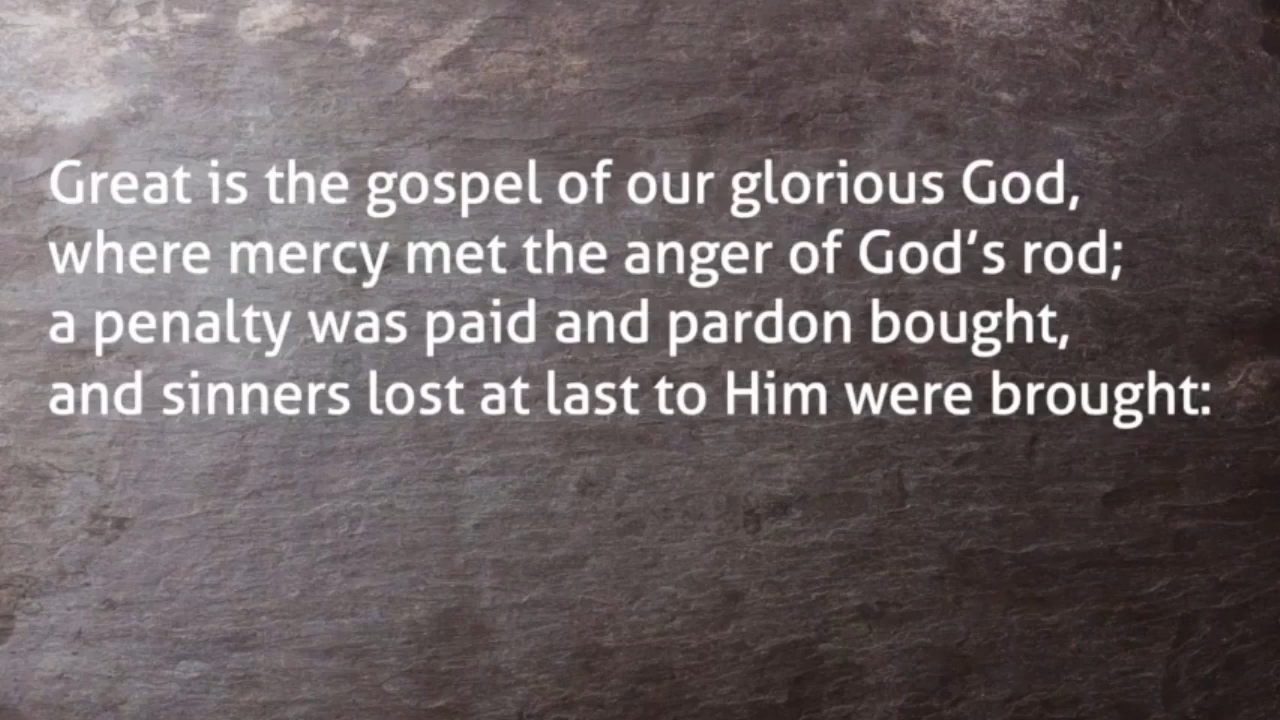 Great is the gospel of our glorious God,
where mercy met the anger of God’s rod;
a penalty was paid and pardon bought,
and sinners lost at last to Him were brought: